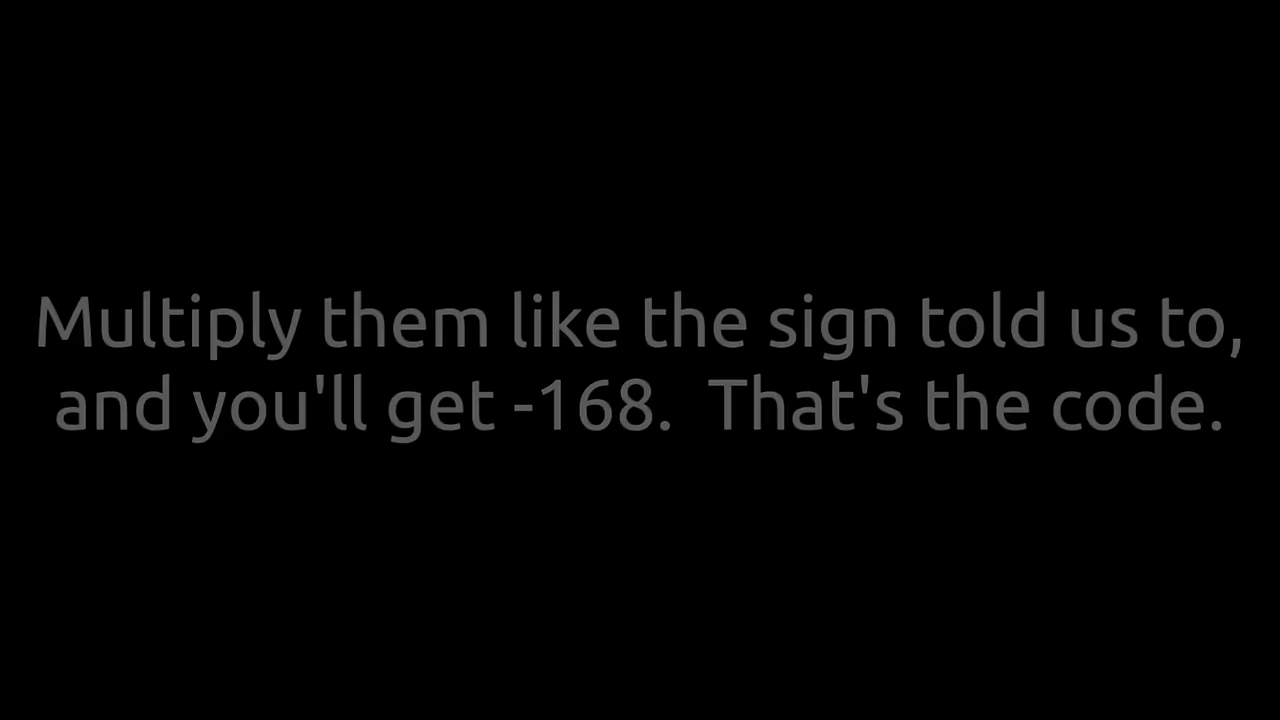 Multiply them like the sign told us to,
and you'll get -168.  That's the code.